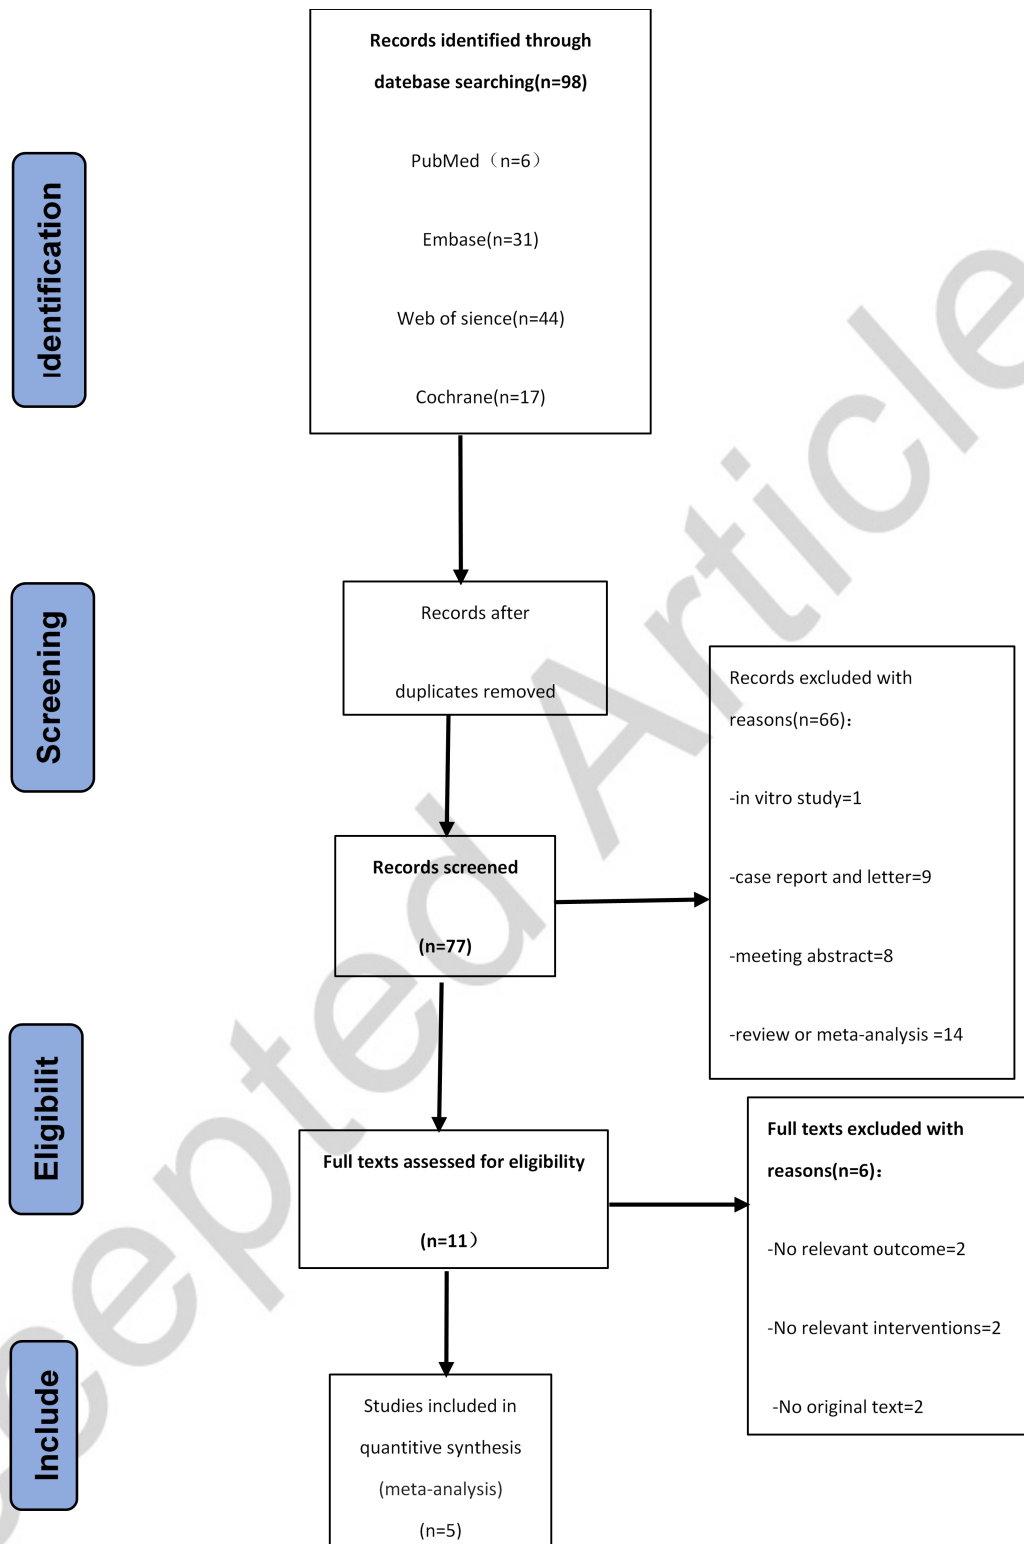 Records identified through
datebase searching(n=98)
PubMed（n=6）
Embase(n=31)
Web of sience(n=44)
Cochrane(n=17)
Identification
Records after
duplicates removed
Screening
Records excluded with
reasons(n=66)：
-in vitro study=1
-case report and letter=9
-meeting abstract=8
-review or meta-analysis =14
Records screened
(n=77)
Eligibilit
Full texts assessed for eligibility
(n=11）
Full texts excluded with
reasons(n=6)：
-No relevant outcome=2
-No relevant interventions=2
-No original text=2
Include
Studies included in
quantitive synthesis
(meta-analysis)
(n=5)
cepted Article